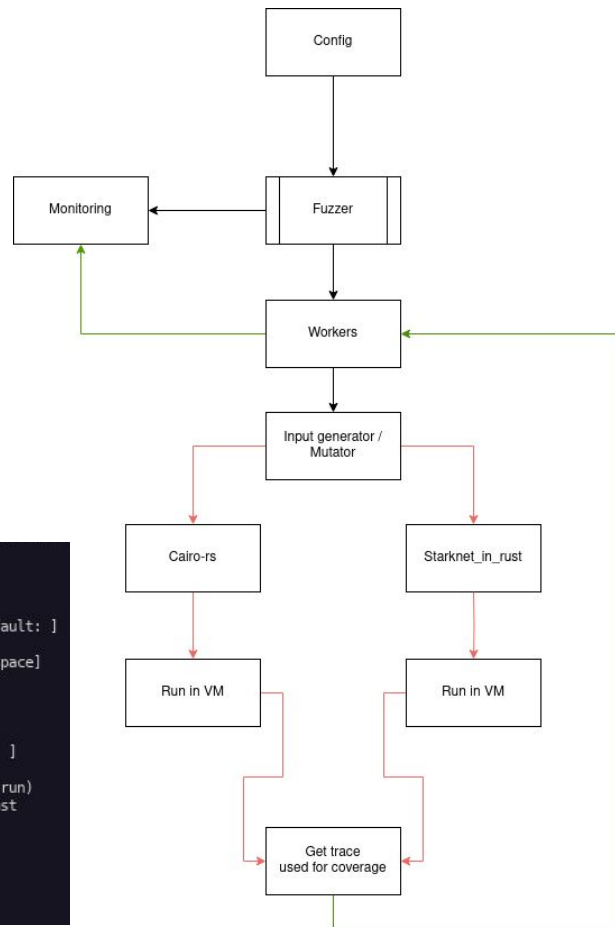 Config
Monitoring
Fuzzer
Workers
Input generator /
Mutator
Cairo-rs
Starknet_in_rust
Run in VM
Run in VM
Get trace
used for coverage
ault: ]
pace]
]
run)
st